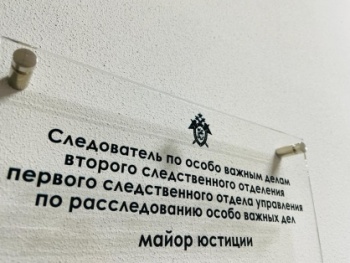 Следователь по особо важным делам
второго следственного отделения
первого следственного отдела управления
по расследованию особо важных дел
майор юстиции